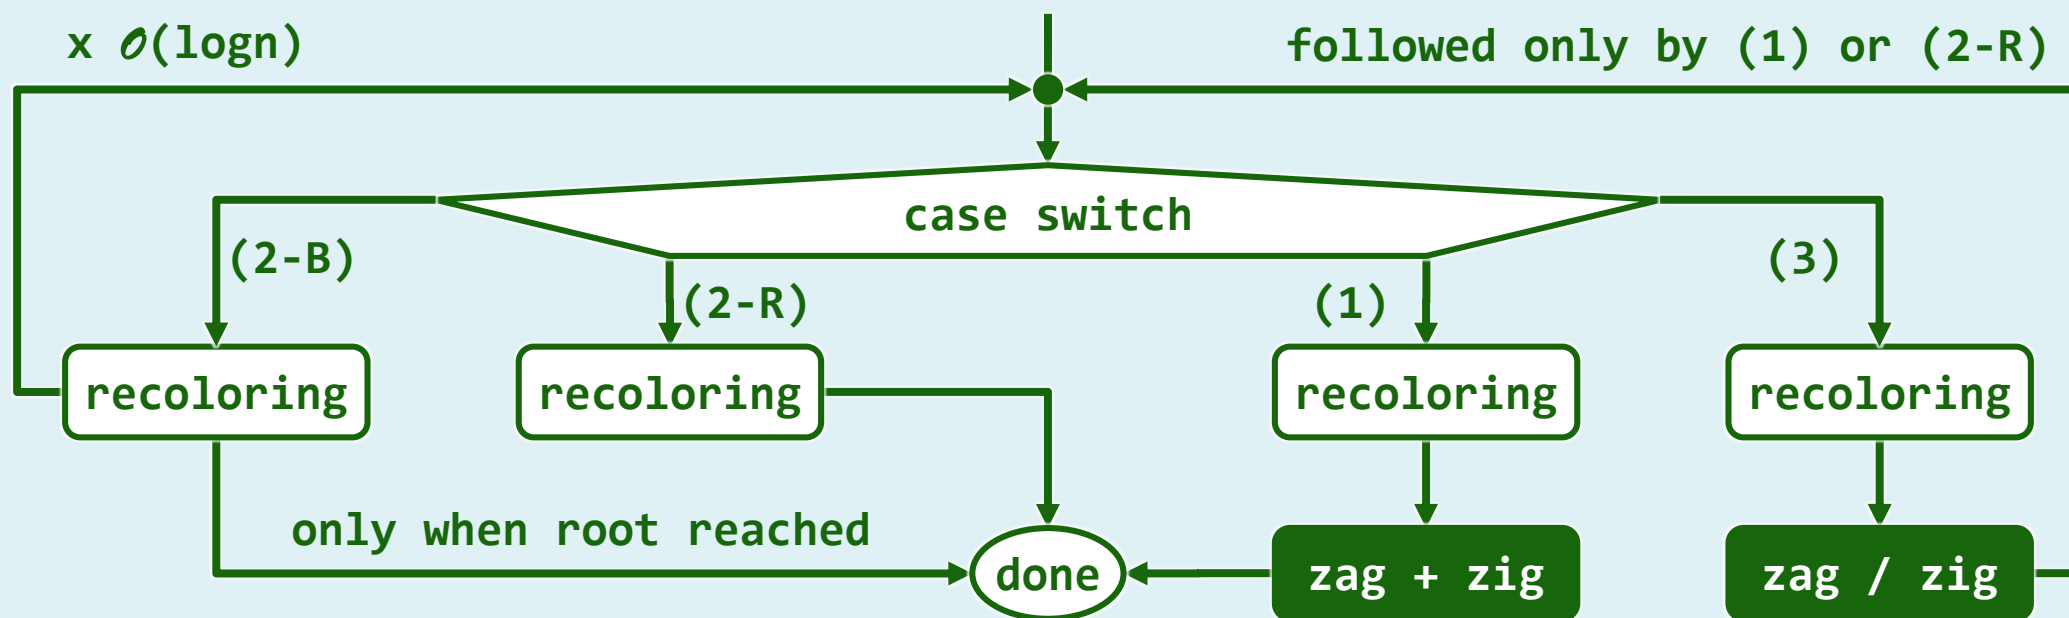 x 𝒪(logn)
followed only by (1) or (2-R)
case switch
(2-B)
(3)
(2-R)
(1)
recoloring
recoloring
recoloring
recoloring
only when root reached
done
zag + zig
zag / zig